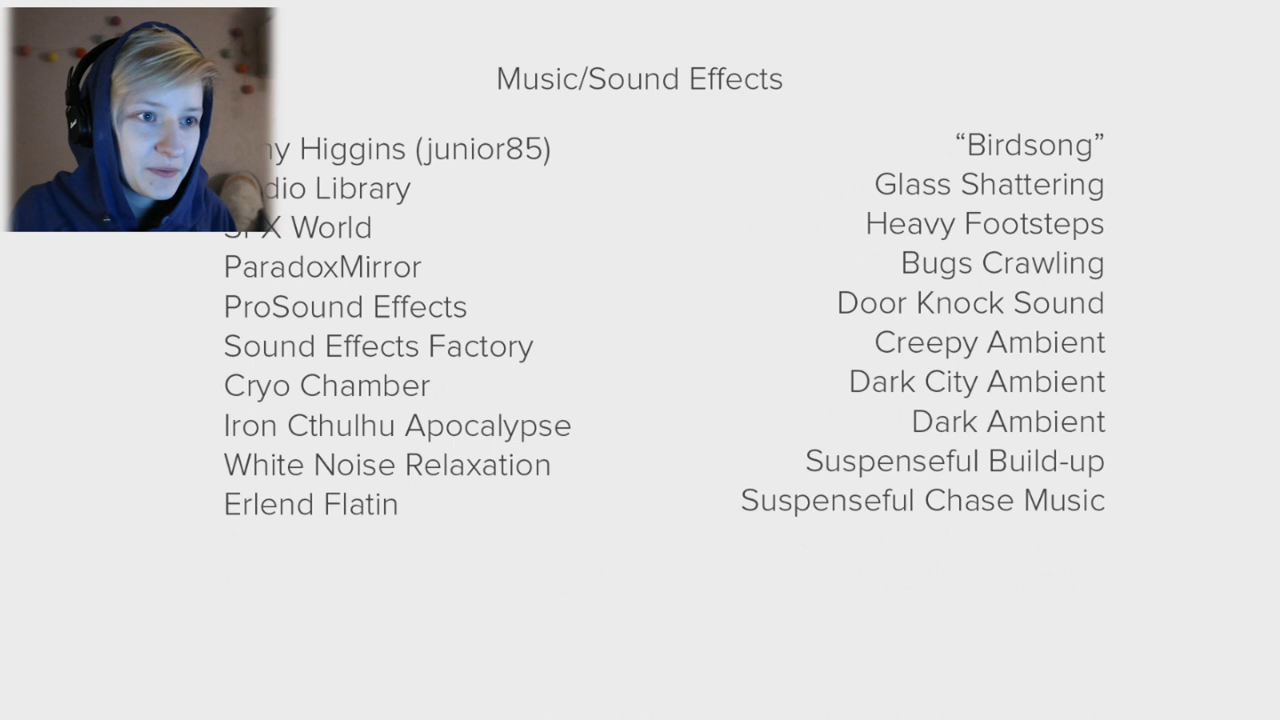 Music/Sound Effects
Higgins (junior85) “Birdsong”
Library Glass Shattering
World Heavy Footsteps
ParadoxMirror Bugs Crawling
ProSound Effects Door Knock Sound
Sound Effects Factory Creepy Ambient
Cryo Chamber Dark City Ambient
Iron Cthulhu Apocalypse Dark Ambient
White Noise Relaxation Suspenseful Build-up
Erlend Flatin Suspenseful Chase Music